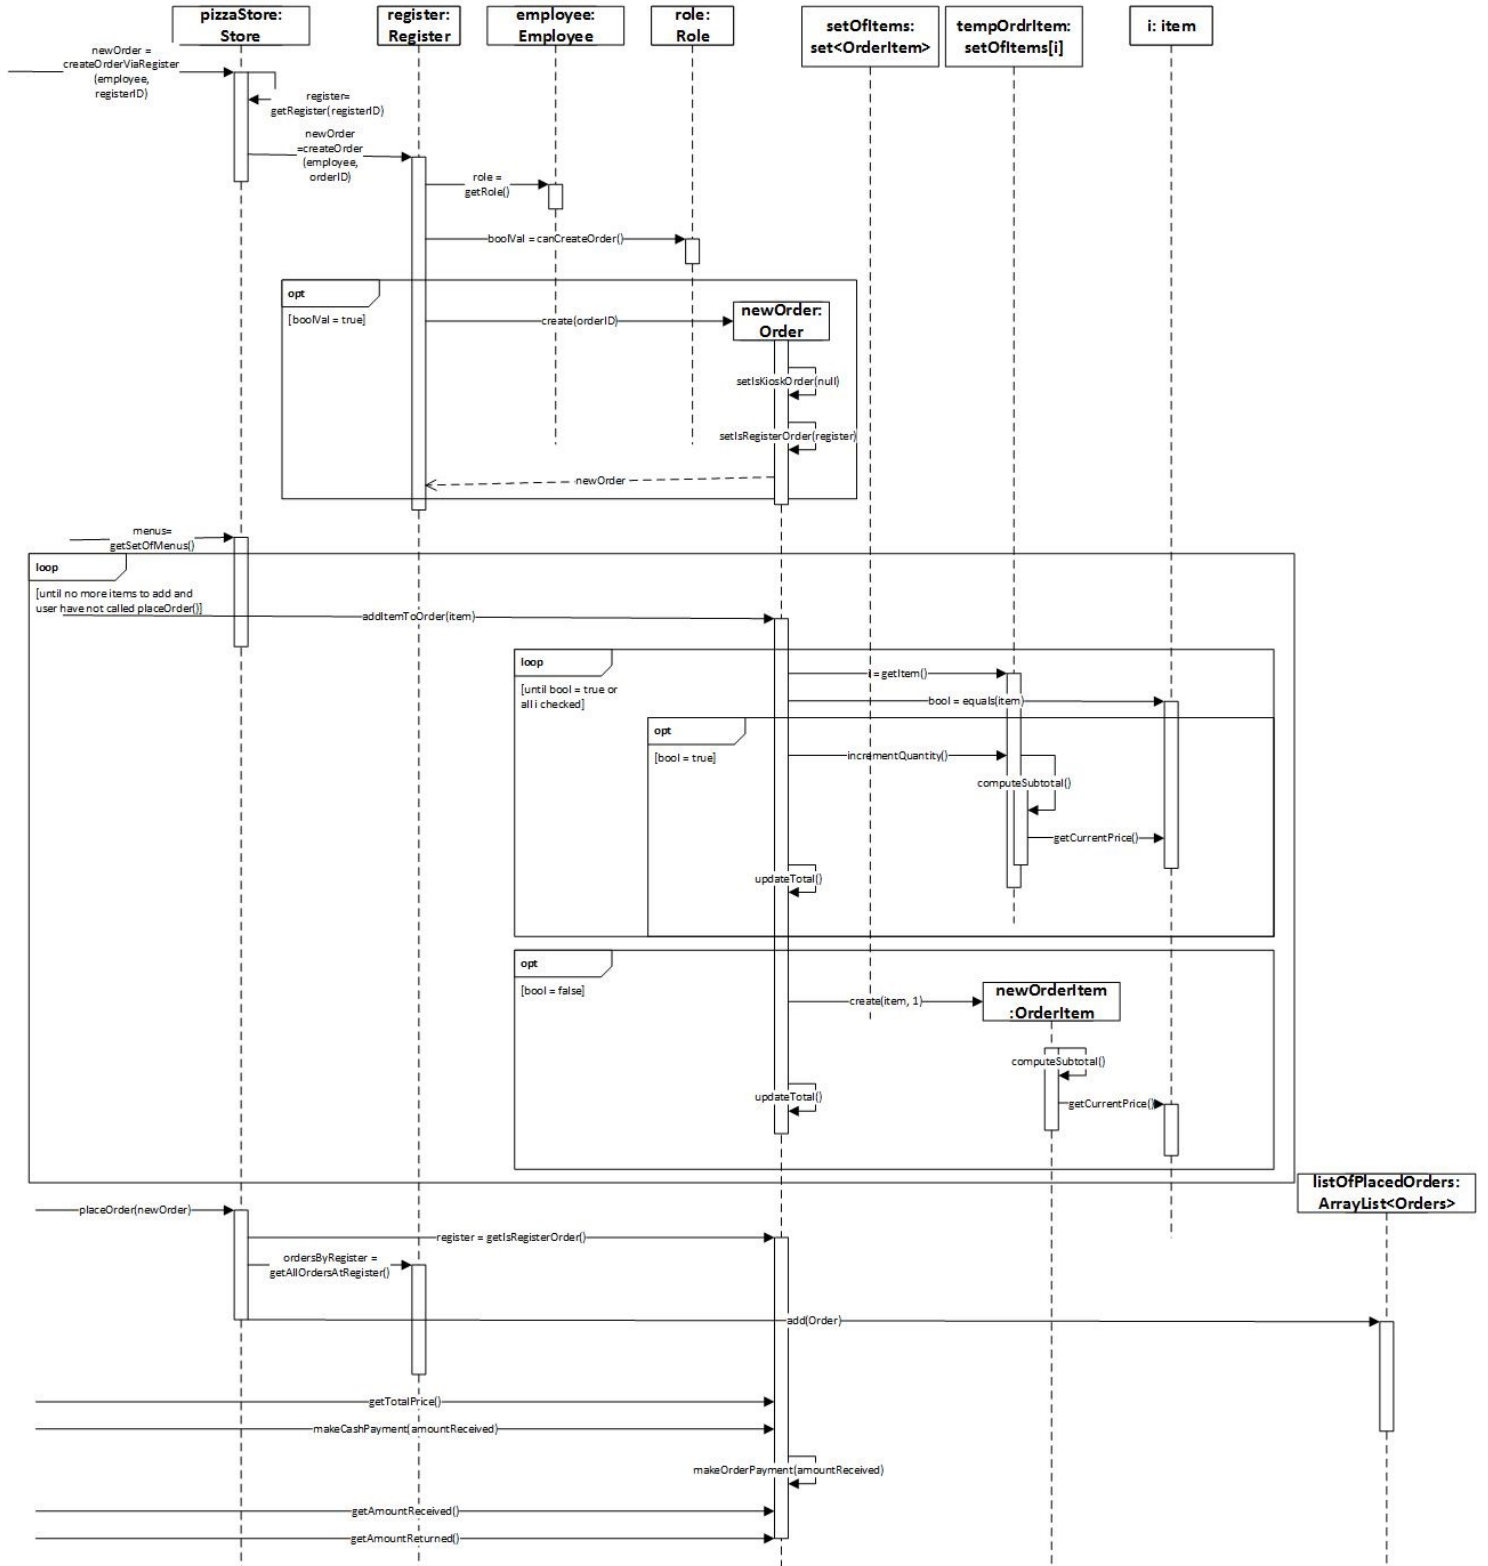 pizzaStore:
Store
register:
Register
employee:
Employee
role:
Role
setOfItems:
set<OrderItem>
tempOrdrItem:
setOfItems[i]
i: item
newOrder =
createOrderViaRegister
(employee,
registerID)
register=
getRegister(registerID)
newOrder
=createOrder
(employee,
orderID)
role =
getRole()
boolVal = canCreateOrder()
opt
[boolVal = true]
create(orderID)
newOrder:
Order
setIsKioskOrder(null)
setIsRegisterOrder(register)
newOrder
menus=
getSetOfMenus()
loop
[until no more items to add and
user have not called placeOrder()]
addItemToOrder(item)
loop
[until bool = true or
all i checked]
i = getItem()
bool = equals(item)
opt
[bool = true]
incrementQuantity()
computeSubtotal()
getCurrentPrice()
updateTotal()
opt
[bool = false]
create(item, 1)
newOrderItem
:OrderItem
computeSubtotal()
getCurrentPrice()
updateTotal()
listOfPlacedOrders:
ArrayList<Orders>
placeOrder(newOrder)
register = getIsRegisterOrder()
ordersByRegister =
getAllOrdersAtRegister()
add(Order)
getTotalPrice()
makeCashPayment(amountReceived)
makeOrderPayment(amountReceived)
getAmountReceived()
getAmountReturned()